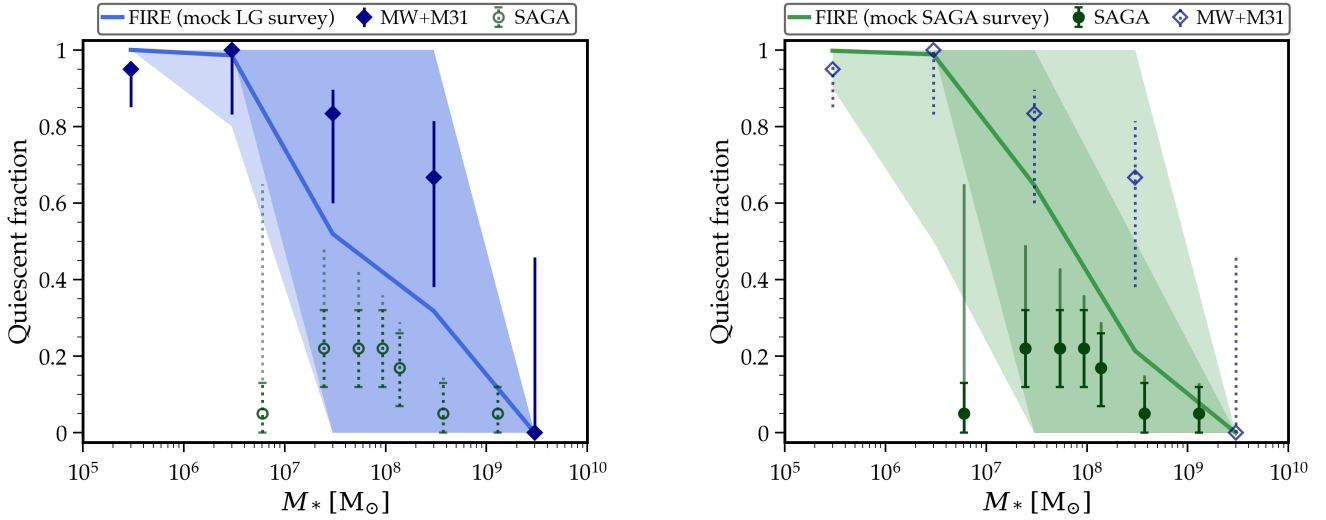 FIRE (mock LG survey) MW+M31 SAGA
Quiescent fraction
1
0.8
0.6
0.4
0.2
0
10^5 10^6 10^7 10^8 10^9 10^10
M_* [M_⊙]
FIRE (mock SAGA survey) SAGA MW+M31
Quiescent fraction
1
0.8
0.6
0.4
0.2
0
10^5 10^6 10^7 10^8 10^9 10^10
M_* [M_⊙]